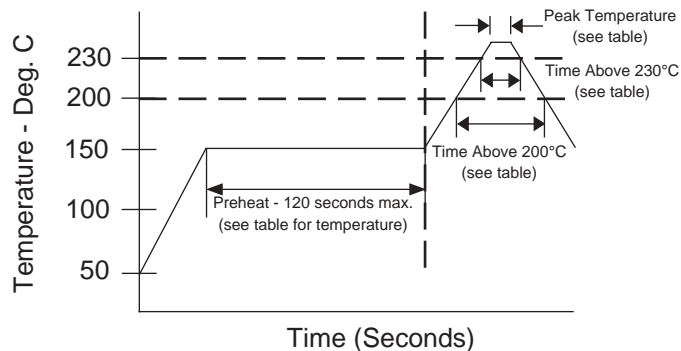 Peak Temperature
(see table)
230
Time Above 230°C
(see table)
200
150
Time Above 200°C
(see table)
Preheat - 120 seconds max.
(see table for temperature)
100
50
Temperature - Deg. C
Time (Seconds)